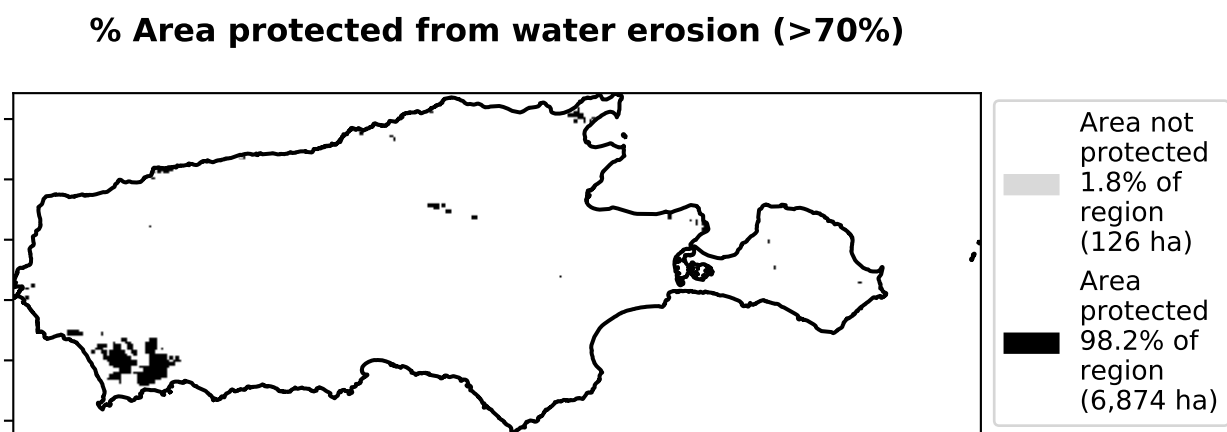 % Area protected from water erosion (>70%)
Area not
protected
1.8% of
region
(126 ha)
Area
protected
98.2% of
region
(6,874 ha)